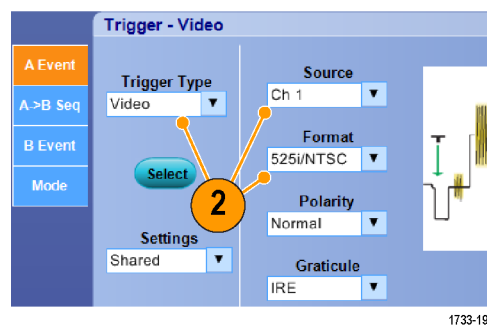 Trigger - Video
A Event
A->B Seq
B Event
Mode
Trigger Type
Video
Select
Settings
Shared
Source
Ch 1
Format
525i/NTSC
Polarity
Normal
Graticule
IRE
2
1733-19